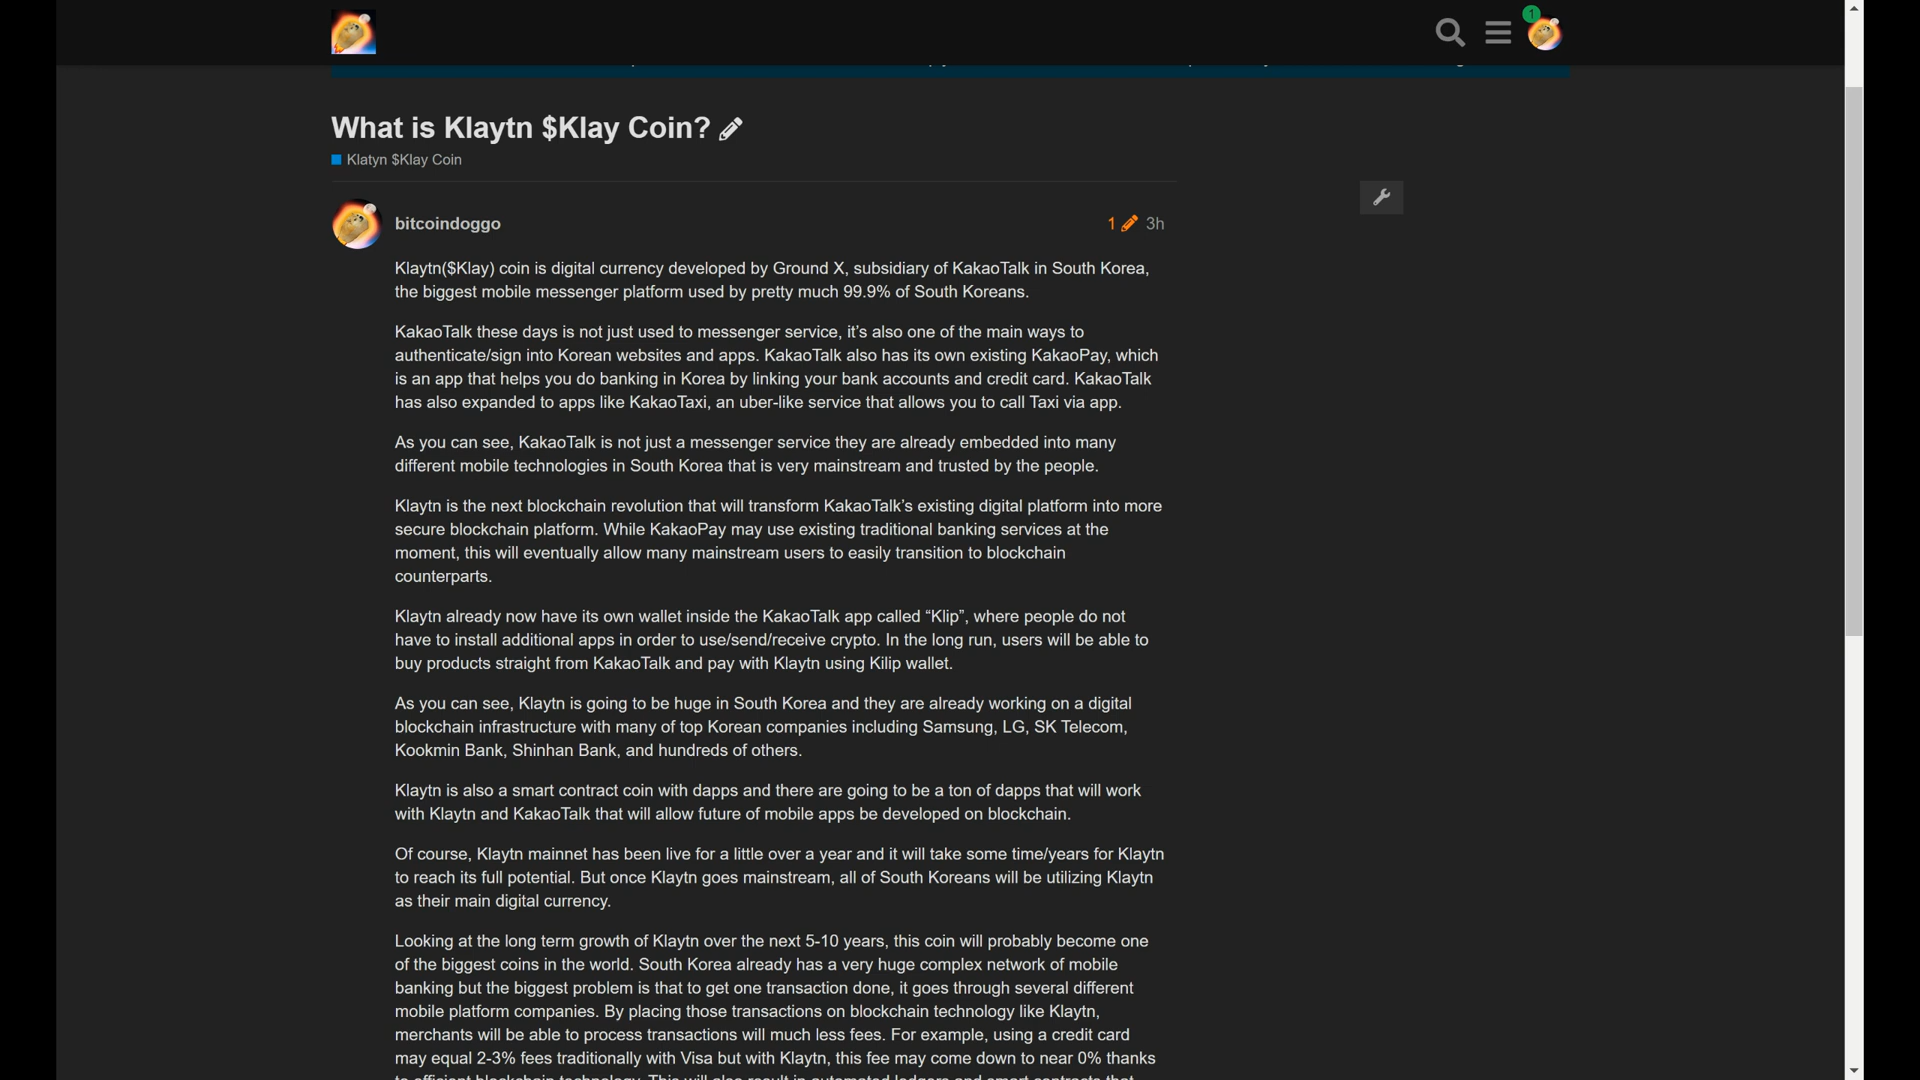 1
What is Klaytn $Klay Coin?
Klatyn $Klay Coin
bitcoindoggo
1 3h
Klaytn($Klay) coin is digital currency developed by Ground X, subsidiary of KakaoTalk in South Korea,
the biggest mobile messenger platform used by pretty much 99.9% of South Koreans.
KakaoTalk these days is not just used to messenger service, it’s also one of the main ways to
authenticate/sign into Korean websites and apps. KakaoTalk also has its own existing KakaoPay, which
is an app that helps you do banking in Korea by linking your bank accounts and credit card. KakaoTalk
has also expanded to apps like KakaoTaxi, an uber-like service that allows you to call Taxi via app.
As you can see, KakaoTalk is not just a messenger service they are already embedded into many
different mobile technologies in South Korea that is very mainstream and trusted by the people.
Klaytn is the next blockchain revolution that will transform KakaoTalk’s existing digital platform into more
secure blockchain platform. While KakaoPay may use existing traditional banking services at the
moment, this will eventually allow many mainstream users to easily transition to blockchain
counterparts.
Klaytn already now have its own wallet inside the KakaoTalk app called “Klip”, where people do not
have to install additional apps in order to use/send/receive crypto. In the long run, users will be able to
buy products straight from KakaoTalk and pay with Klaytn using Kilip wallet.
As you can see, Klaytn is going to be huge in South Korea and they are already working on a digital
blockchain infrastructure with many of top Korean companies including Samsung, LG, SK Telecom,
Kookmin Bank, Shinhan Bank, and hundreds of others.
Klaytn is also a smart contract coin with dapps and there are going to be a ton of dapps that will work
with Klaytn and KakaoTalk that will allow future of mobile apps be developed on blockchain.
Of course, Klaytn mainnet has been live for a little over a year and it will take some time/years for Klaytn
to reach its full potential. But once Klaytn goes mainstream, all of South Koreans will be utilizing Klaytn
as their main digital currency.
Looking at the long term growth of Klaytn over the next 5-10 years, this coin will probably become one
of the biggest coins in the world. South Korea already has a very huge complex network of mobile
banking but the biggest problem is that to get one transaction done, it goes through several different
mobile platform companies. By placing those transactions on blockchain technology like Klaytn,
merchants will be able to process transactions will much less fees. For example, using a credit card
may equal 2-3% fees traditionally with Visa but with Klaytn, this fee may come down to near 0% thanks
to efficient blockchain technology. This will also result in automated ledgers and smart contracts that